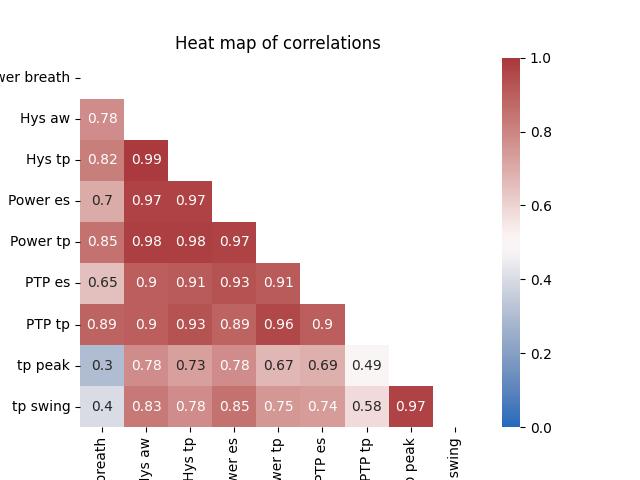 Heat map of correlations
wer breath
Hys aw 0.78
Hys tp 0.82 0.99
Power es 0.7 0.97 0.97
Power tp 0.85 0.98 0.98 0.97
PTP es 0.65 0.9 0.91 0.93 0.91
PTP tp 0.89 0.9 0.93 0.89 0.96 0.9
tp peak 0.3 0.78 0.73 0.78 0.67 0.69 0.49
tp swing 0.4 0.83 0.78 0.85 0.75 0.74 0.58 0.97
breath
Hys aw
Hys tp
wer es
wer tp
PTP es
PTP tp
p peak
swing
1.0
0.8
0.6
0.4
0.2
0.0